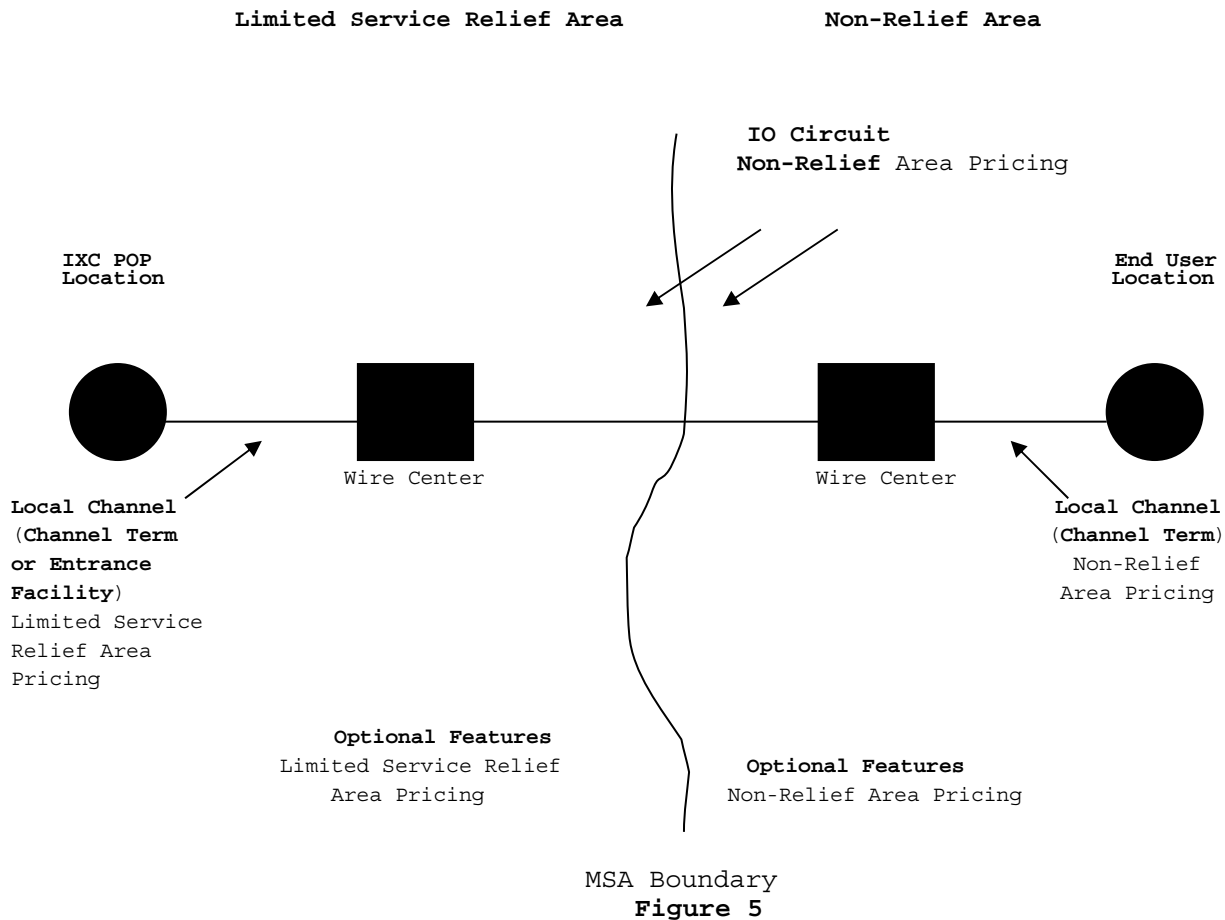 Limited Service Relief Area
Non-Relief Area
IO Circuit
Non-Relief Area Pricing
IXC POP
Location
End User
Location
Wire Center
Wire Center
Local Channel
(Channel Term
or Entrance
Facility)
Limited Service
Relief Area
Pricing
Local Channel
(Channel Term)
Non-Relief
Area Pricing
Optional Features
Limited Service Relief
Area Pricing
Optional Features
Non-Relief Area Pricing
MSA Boundary
Figure 5